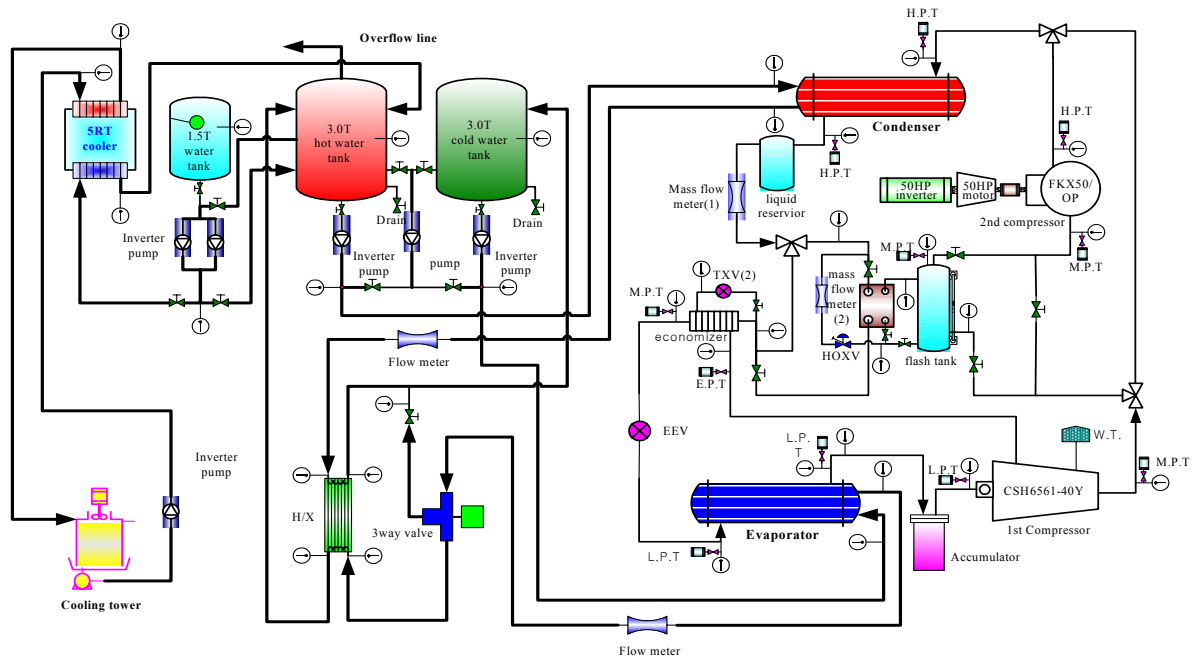 Overflow line
H.P.T
5RT
cooler
1.5T
water
tank
3.0T
hot water
tank
3.0T
cold water
tank
Condenser
H.P.T
H.P.T
liquid
reservior
Mass flow
meter(1)
50HP
inverter
50HP
motor
FKX50/
OP
2nd compressor
Drain
Drain
Inverter
pump
Inverter
pump
pump
Inverter
pump
M.P.T
M.P.T
TXV(2)
mass
flow
meter
(2)
M.P.T
economizer
HOXV
flash tank
Flow meter
E.P.T
EEV
L.P.
T
W.T.
Inverter
pump
L.P.T
M.P.T
CSH6561-40Y
H/X
3way valve
1st Compressor
Evaporator
L.P.T
Accumulator
Cooling tower
Flow meter